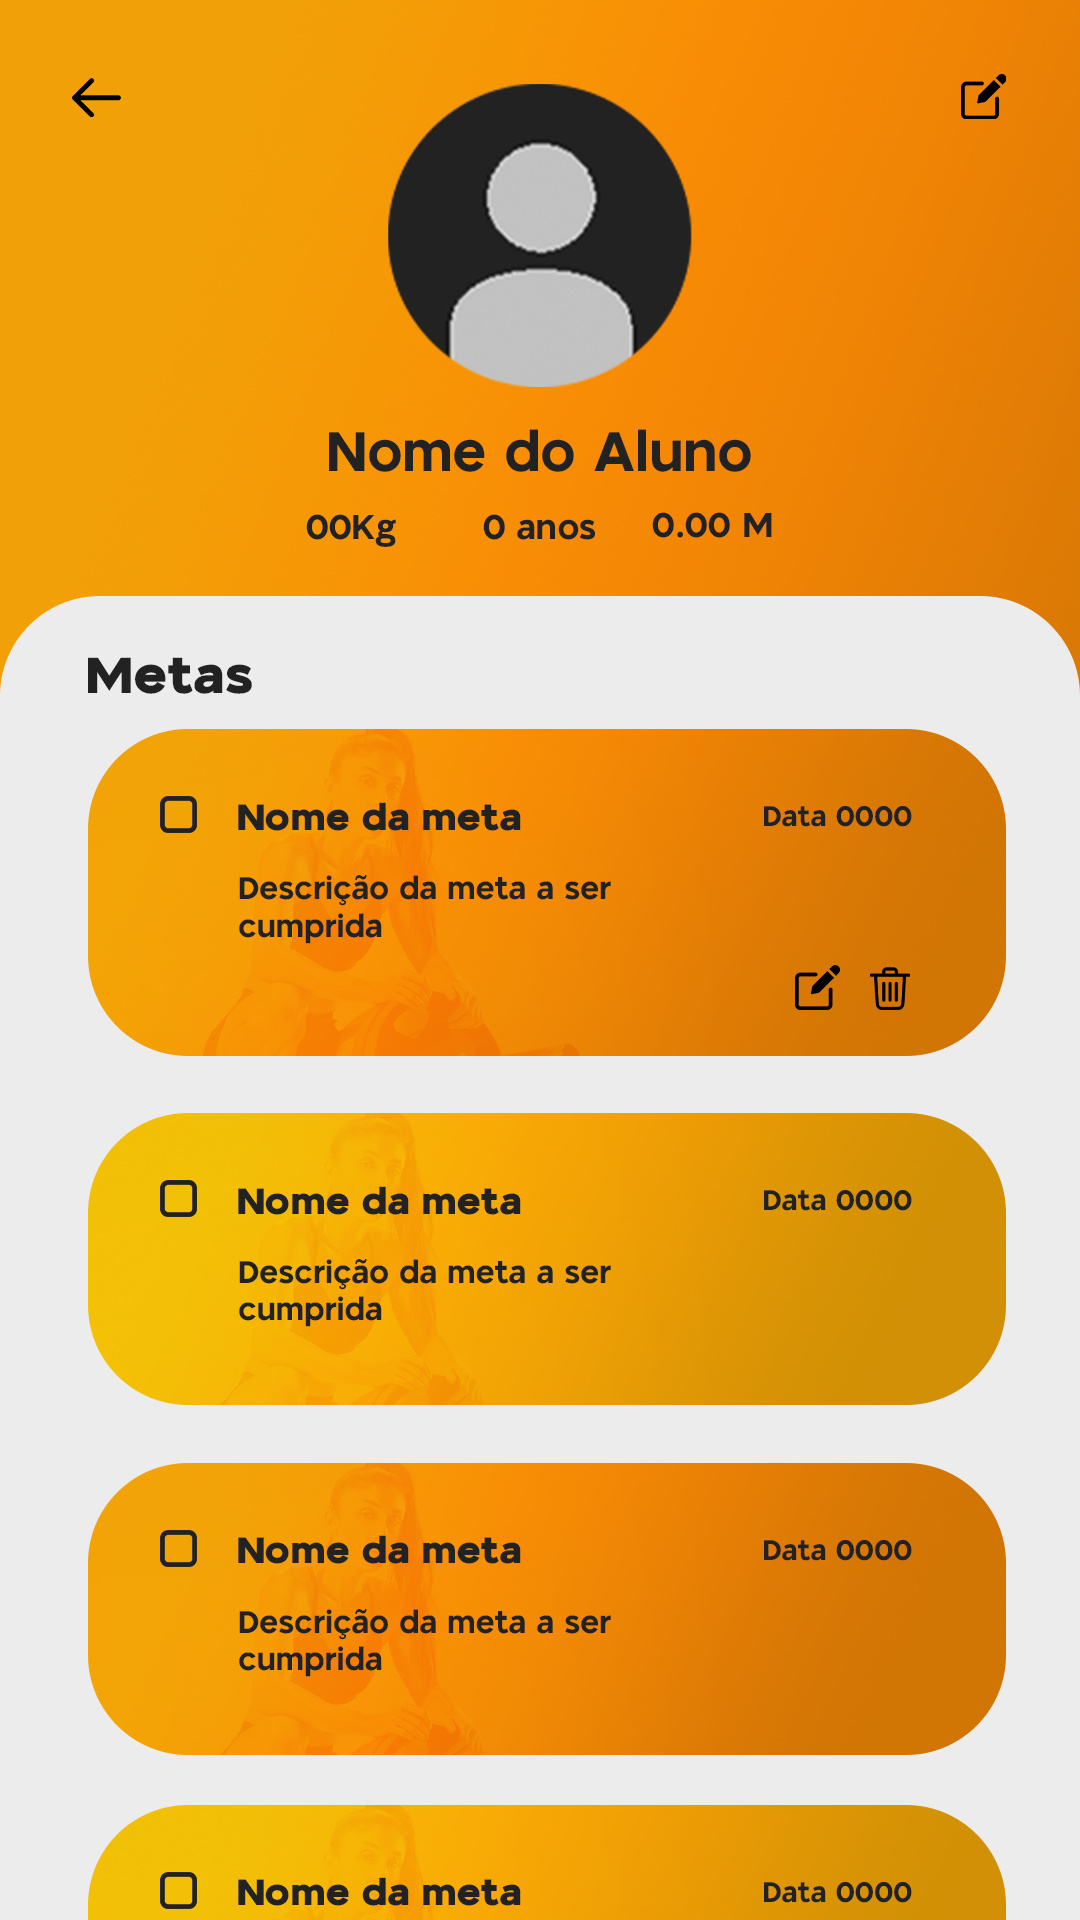 Nome do Aluno
00Kg 0 anos 0.00 M
Metas
Nome da meta Data 0000
Descrição da meta a ser
cumprida
Nome da meta Data 0000
Descrição da meta a ser
cumprida
Nome da meta Data 0000
Descrição da meta a ser
cumprida
Nome da meta Data 0000